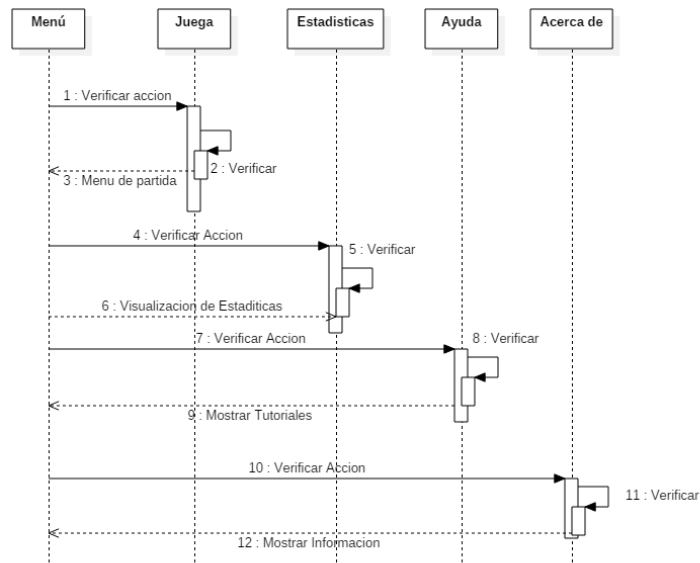 Menú
Juega
Estadisticas
Ayuda
Acerca de
1 : Verificar accion
2 : Verificar
3 : Menu de partida
4 : Verificar Accion
5 : Verificar
6 : Visualizacion de Estaditicas
7 : Verificar Accion
8 : Verificar
9 : Mostrar Tutoriales
10 : Verificar Accion
11 : Verificar
12 : Mostrar Informacion